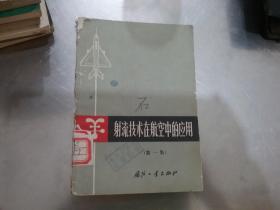 石
射流技术在航空中的应用
(第一集)
国防工业出版社